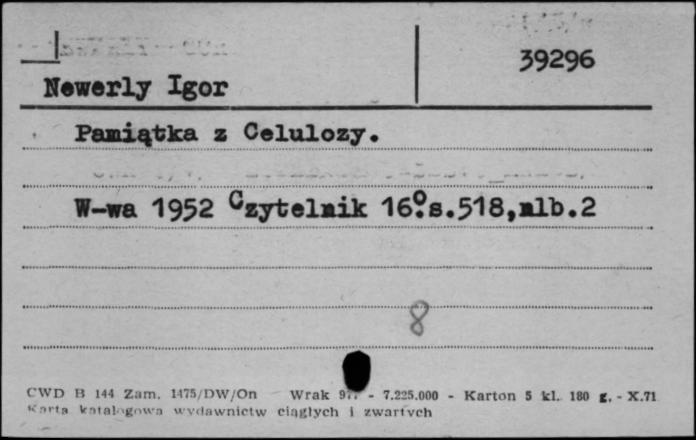 39296
Newerly Igor
Pamiątka z Celulozy.
W-wa 1952 Czytelnik 16°.s.518,nlb.2
8
CWD B 144 Zam. 1475/DW/On Wrak - 7.225.000 - Karton 5 kl. 180 g. - X.71
Karta katalogowa wydawnictw ciągłych i zwartych